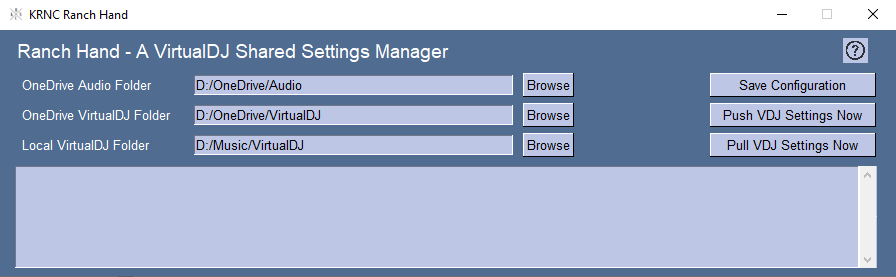 KRNC Ranch Hand
Ranch Hand - A VirtualDJ Shared Settings Manager
?
OneDrive Audio Folder D:/OneDrive/Audio Browse Save Configuration
OneDrive VirtualDJ Folder D:/OneDrive/VirtualDJ Browse Push VDJ Settings Now
Local VirtualDJ Folder D:/Music/VirtualDJ Browse Pull VDJ Settings Now